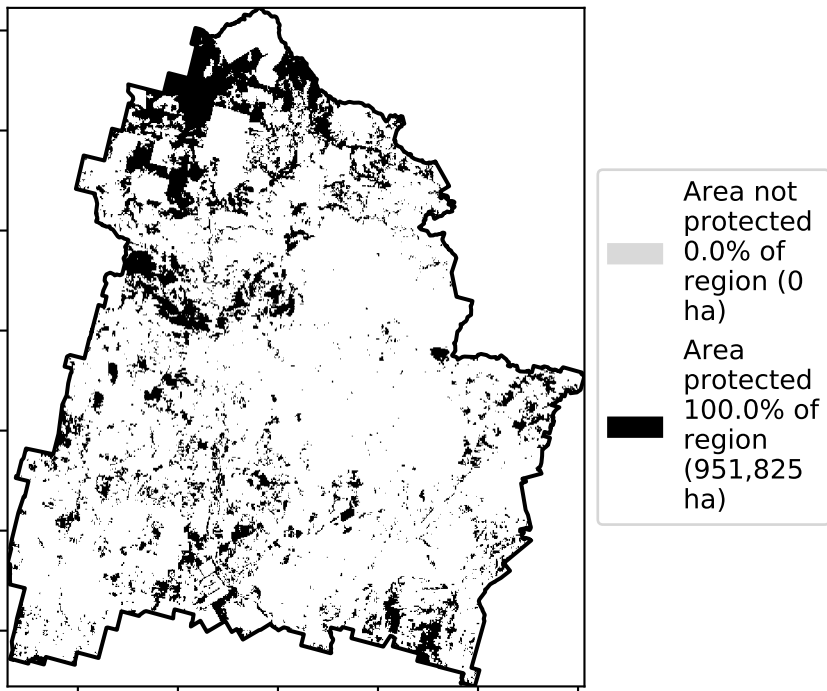 Area not
protected
0.0% of
region (0
ha)
Area
protected
100.0% of
region
(951,825
ha)